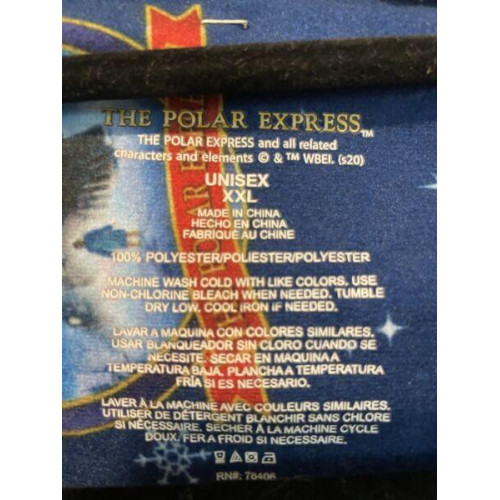 THE POLAR EXPRESS™
THE POLAR EXPRESS and all related
characters and elements © & ™ WBEI. (s20)
UNISEX
XXL
MADE IN CHINA
HECHO EN CHINA
FABRIQUE AU CHINE
100% POLYESTER/POLIESTER/POLYESTER
MACHINE WASH COLD WITH LIKE COLORS. USE
NON-CHLORINE BLEACH WHEN NEEDED. TUMBLE
DRY LOW. COOL IRON IF NEEDED.
LAVAR A MAQUINA CON COLORES SIMILARES.
USAR BLANQUEADOR SIN CLORO CUANDO SE
NECESITE. SECAR EN MAQUINA A
TEMPERATURA BAJA. PLANCHA A TEMPERATURA
FRÍA SI ES NECESARIO.
LAVER À LA MACHINE AVEC COULEURS SIMILAIRES.
UTILISER DE DÉTERGENT BLANCHIR SANS CHLORE
SI NÉCESSAIRE. SÉCHER À LA MACHINE CYCLE
DOUX. FER A FROID SI NECESSAIRE.
RN#: 78406